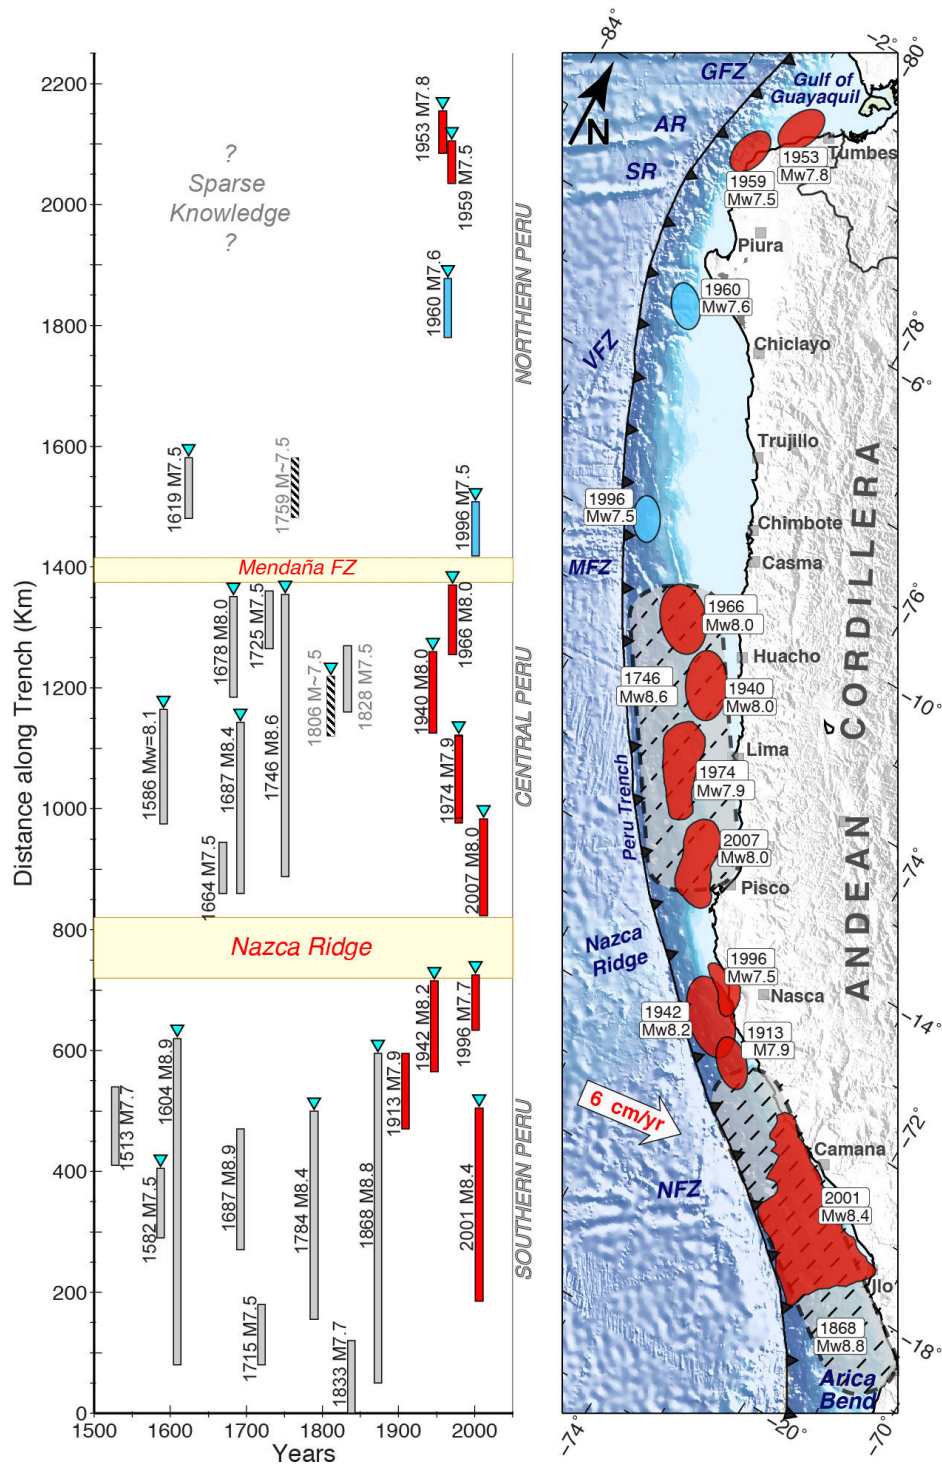 Distance along Trench (Km)
2200
2000
1800
1600
1400
1200
1000
800
600
400
200
0
1500
1600
1700
1800
1900
2000
Years
?
Sparse
Knowledge
?
1953 M7.8
1959 M7.5
1960 M7.6
1619 M7.5
1759 M~7.5
1996 M7.5
Mendaña FZ
1678 M8.0
1725 M7.5
1966 M8.0
1586 Mw=8.1
1687 M8.4
1746 M8.6
1806 M~7.5
1828 M7.5
1940 M8.0
1974 M7.9
1664 M7.5
2007 M8.0
Nazca Ridge
1513 M7.7
1604 M8.9
1582 M7.5
1687 M8.9
1715 M7.5
1784 M8.4
1833 M7.7
1868 M8.8
1913 M7.9
1942 M8.2
1996 M7.7
2001 M8.4
NORTHERN PERU
CENTRAL PERU
SOUTHERN PERU
-84°
-2°
-80°
N
GFZ
Gulf of
Guayaquil
AR
SR
1953
Mw7.8
Tumbes
1959
Mw7.5
Piura
1960
Mw7.6
-78°
VFZ
Chiclayo
-6°
Trujillo
1996
Mw7.5
Chimbote
MFZ
Casma
-76°
1966
Mw8.0
Huacho
1746
Mw8.6
1940
Mw8.0
-10°
Lima
Peru Trench
1974
Mw7.9
2007
Mw8.0
-74°
Pisco
ANDEAN CORDILLERA
Nazca
Ridge
1996
Mw7.5
Nasca
1942
Mw8.2
1913
M7.9
-14°
6 cm/yr
-72°
Camana
NFZ
2001
Mw8.4
Ilo
1868
Mw8.8
-18°
Arica
Bend
-74°
-20°
-70°